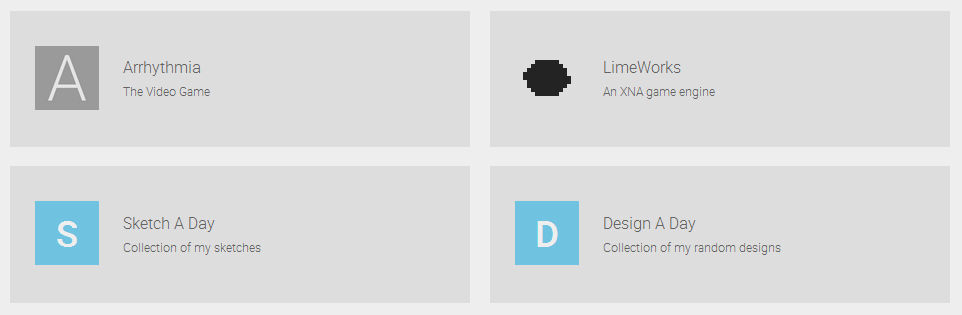 A
Arrhythmia
The Video Game
LimeWorks
An XNA game engine
S
Sketch A Day
Collection of my sketches
D
Design A Day
Collection of my random designs